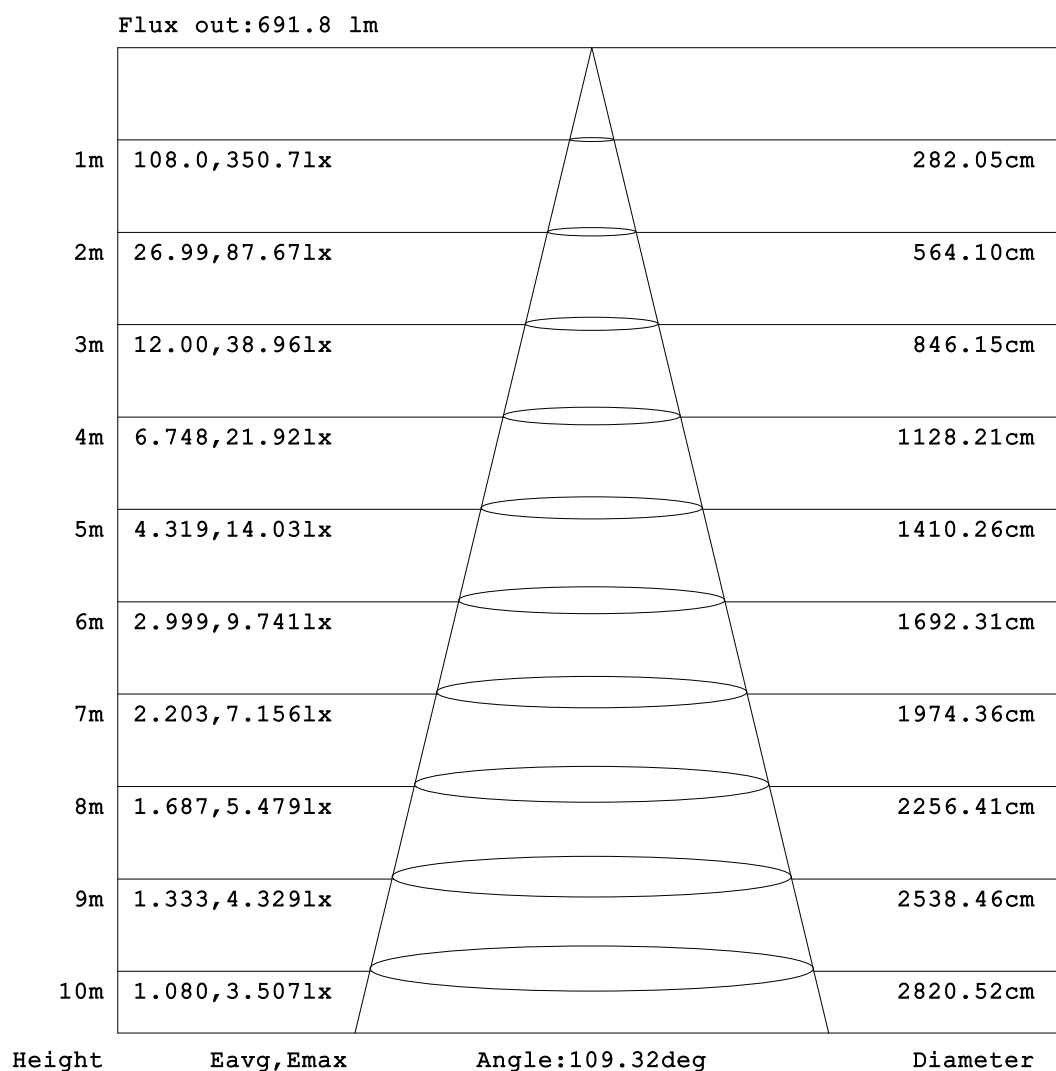 Flux out:691.8 lm
1m 108.0,350.7lx 282.05cm
2m 26.99,87.67lx 564.10cm
3m 12.00,38.96lx 846.15cm
4m 6.748,21.92lx 1128.21cm
5m 4.319,14.03lx 1410.26cm
6m 2.999,9.741lx 1692.31cm
7m 2.203,7.156lx 1974.36cm
8m 1.687,5.479lx 2256.41cm
9m 1.333,4.329lx 2538.46cm
10m 1.080,3.507lx 2820.52cm
Height Eavg,Emax Angle:109.32deg Diameter